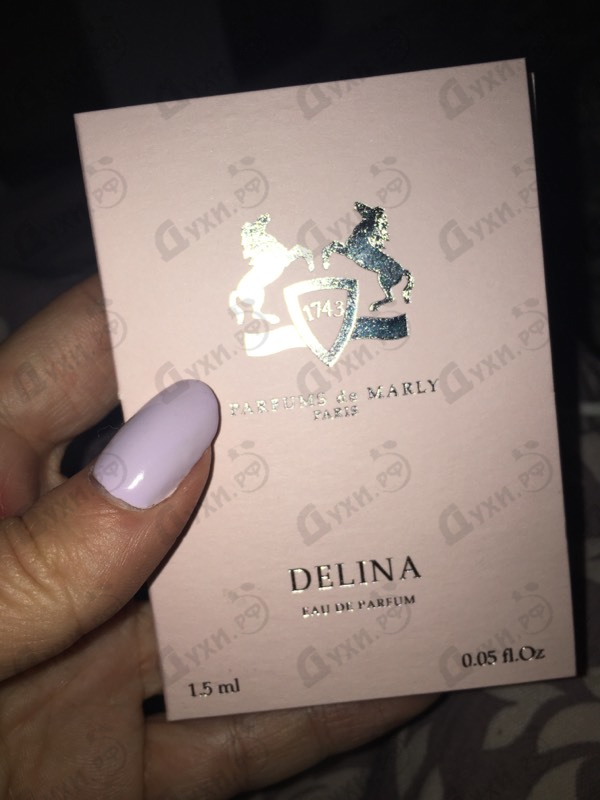 1743
PARFUMS de MARLY
PARIS
DELINA
EAU DE PARFUM
1.5 ml
0.05 fl.Oz
Духи.рф